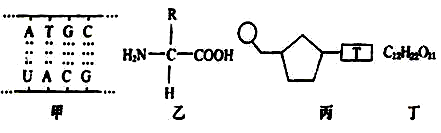 A T G C
U A C G
甲
R
H₂N—C—COOH
H
乙
T
丙
C₁₂H₂₂O₁₁
丁